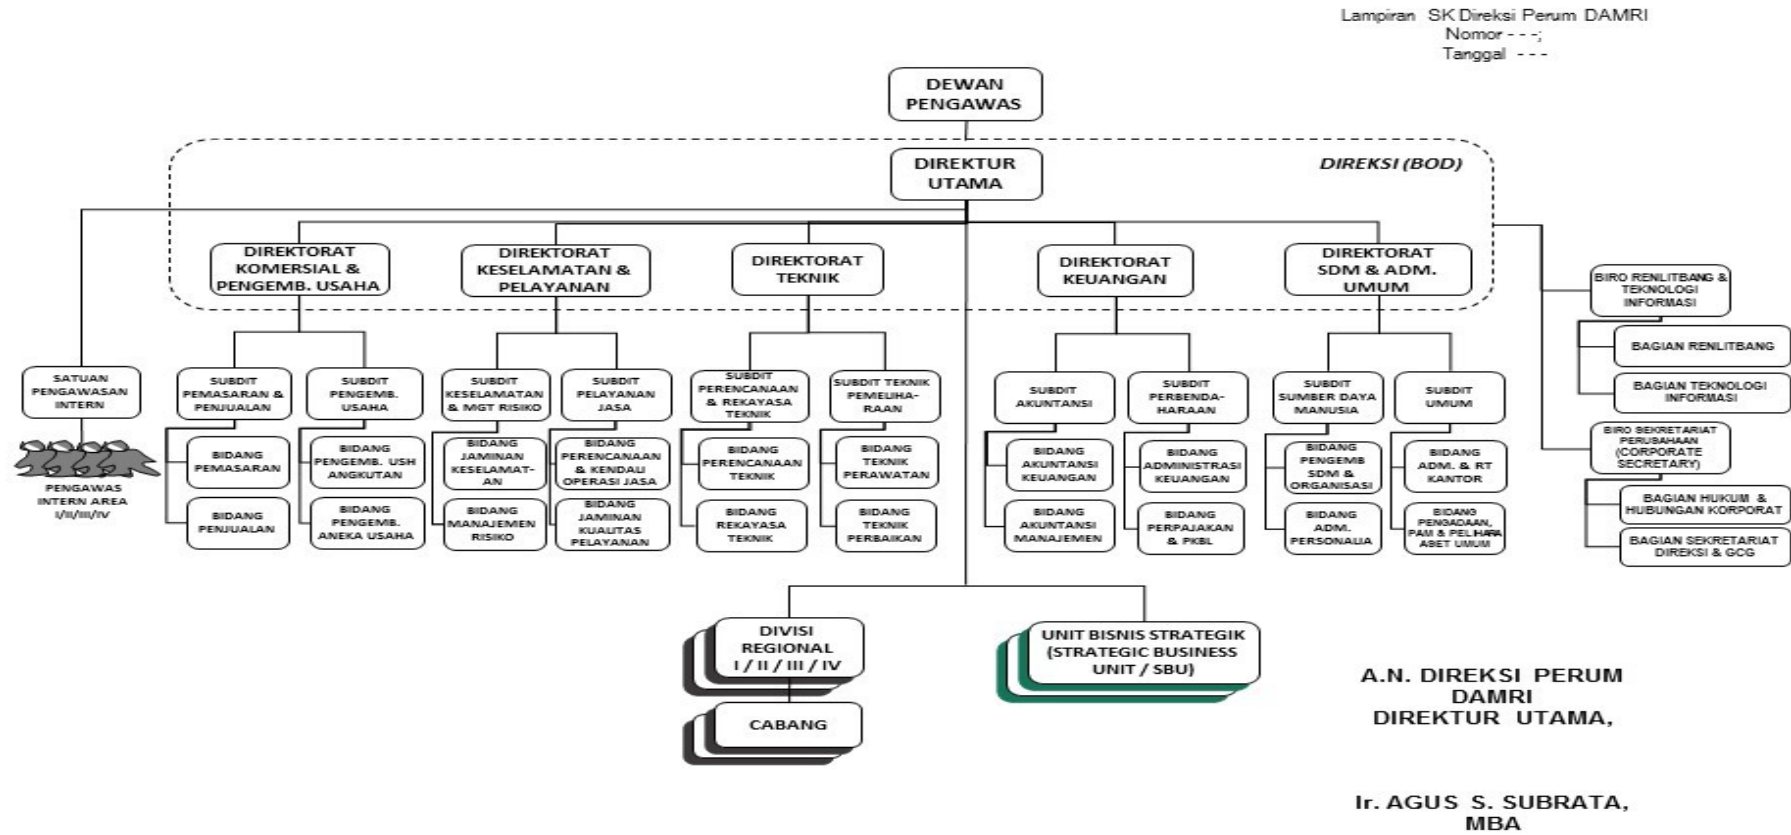 Lampiran SK Direksi Perum DAMRI
Nomor - - -;
Tanggal - - -
DEWAN
PENGAWAS
DIREKTUR
UTAMA
DIREKSI (BOD)
DIREKTORAT
KOMERSIAL &
PENGEMB. USAHA
DIREKTORAT
KESELAMATAN &
PELAYANAN
DIREKTORAT
TEKNIK
DIREKTORAT
KEUANGAN
DIREKTORAT
SDM & ADM.
UMUM
BIRO RENLITBANG &
TEKNOLOGI
INFORMASI
BAGIAN RENLITBANG
BAGIAN TEKNOLOGI
INFORMASI
BIRO SEKRETARIAT
PERUSAHAAN
(CORPORATE
SECRETARY)
BAGIAN HUKUM &
HUBUNGAN KORPORAT
BAGIAN SEKRETARIAT
DIREKSI & GCG
SATUAN
PENGAWASAN
INTERN
PENGAWAS
INTERN AREA
I/II/III/IV
SUBDIT
PEMASARAN &
PENJUALAN
BIDANG
PEMASARAN
BIDANG
PENJUALAN
SUBDIT
PENGEMB.
USAHA
BIDANG
PENGEMB. USH
ANGKUTAN
BIDANG
PENGEMB.
ANEKA USAHA
SUBDIT
KESELAMATAN
& MGT RISIKO
BIDANG
JAMINAN
KESELAMAT-
AN
BIDANG
MANAJEMEN
RISIKO
SUBDIT
PELAYANAN
JASA
BIDANG
PERENCANAAN
& KENDALI
OPERASI JASA
BIDANG
JAMINAN
KUALITAS
PELAYANAN
SUBDIT
PERENCANAAN
& REKAYASA
TEKNIK
BIDANG
PERENCANAAN
TEKNIK
BIDANG
REKAYASA
TEKNIK
SUBDIT TEKNIK
PEMELIHA-
RAAN
BIDANG
TEKNIK
PERAWATAN
BIDANG
TEKNIK
PERBAIKAN
SUBDIT
AKUNTANSI
BIDANG
AKUNTANSI
KEUANGAN
BIDANG
AKUNTANSI
MANAJEMEN
SUBDIT
PERBENDA-
HARAAN
BIDANG
ADMINISTRASI
KEUANGAN
BIDANG
PERPAJAKAN
& PKBL
SUBDIT
SUMBER DAYA
MANUSIA
BIDANG
PENGEMB
SDM &
ORGANISASI
BIDANG
ADM.
PERSONALIA
SUBDIT
UMUM
BIDANG
ADM. & RT
KANTOR
BIDANG
PENGADAAN,
PAM & PELIHARA
ASET UMUM
DIVISI
REGIONAL
I / II / III / IV
CABANG
UNIT BISNIS STRATEGIK
(STRATEGIC BUSINESS
UNIT / SBU)
A.N. DIREKSI PERUM
DAMRI
DIREKTUR UTAMA,
Ir. AGUS S. SUBRATA,
MBA